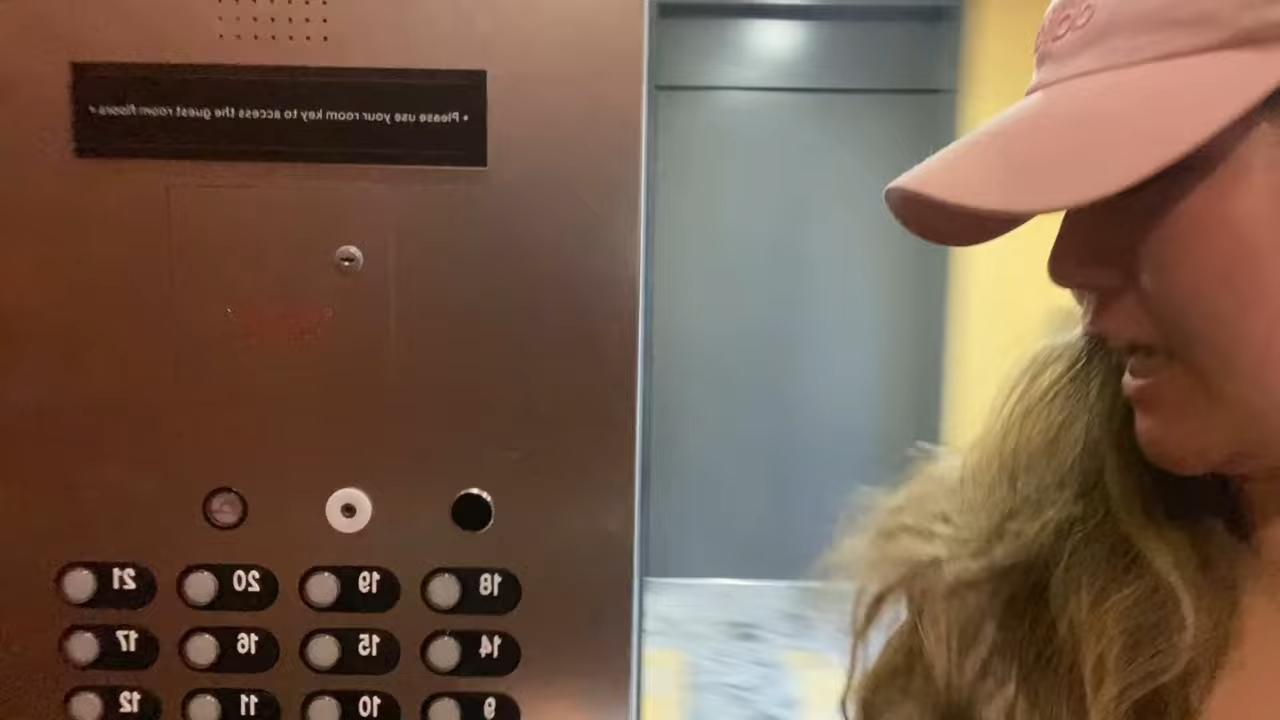 • Please use your room key to access the guest room floors •
18 19 20 21
14 15 16 17
9 10 11 12